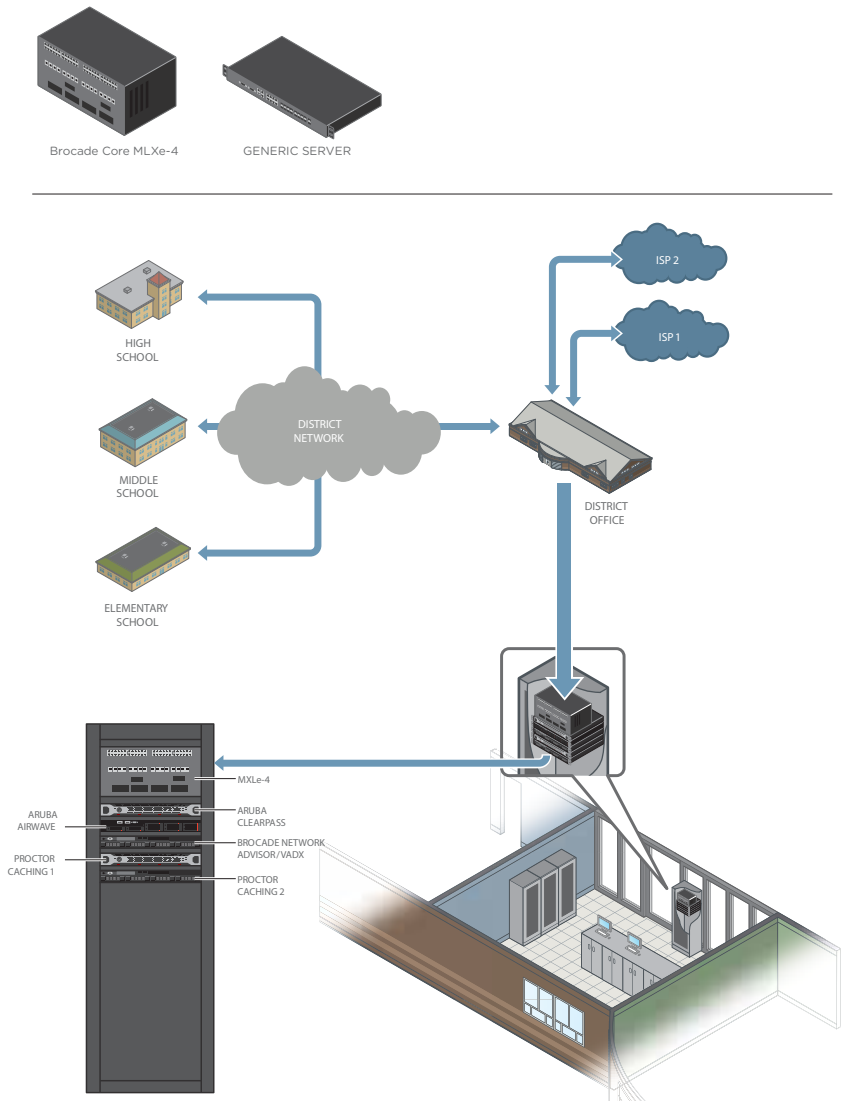 Brocade Core MLXe-4
GENERIC SERVER
ISP 2
ISP 1
HIGH
SCHOOL
DISTRICT
NETWORK
MIDDLE
SCHOOL
DISTRICT
OFFICE
ELEMENTARY
SCHOOL
MXLe-4
ARUBA
AIRWAVE
ARUBA
CLEARPASS
BROCADE NETWORK
ADVISOR/VADX
PROCTOR
CACHING 1
PROCTOR
CACHING 2